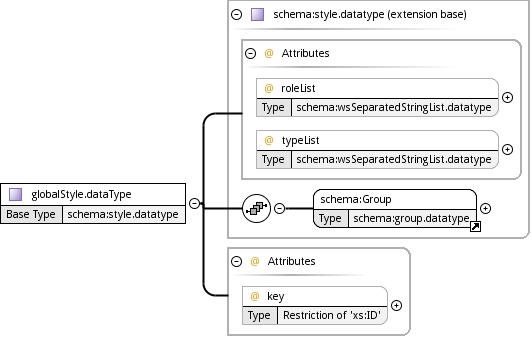 schema:style.datatype (extension base)
@ Attributes
@ roleList
Type schema:wsSeparatedStringList.datatype
@ typeList
Type schema:wsSeparatedStringList.datatype
globalStyle.dataType
Base Type schema:style.datatype
schema:Group
Type schema:group.datatype
@ Attributes
@ key
Type Restriction of 'xs:ID'